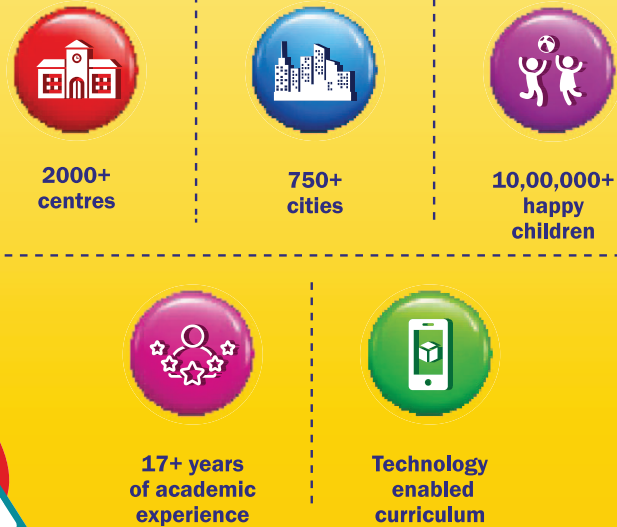 2000+
centres
750+
cities
10,00,000+
happy
children
17+ years
of academic
experience
Technology
enabled
curriculum